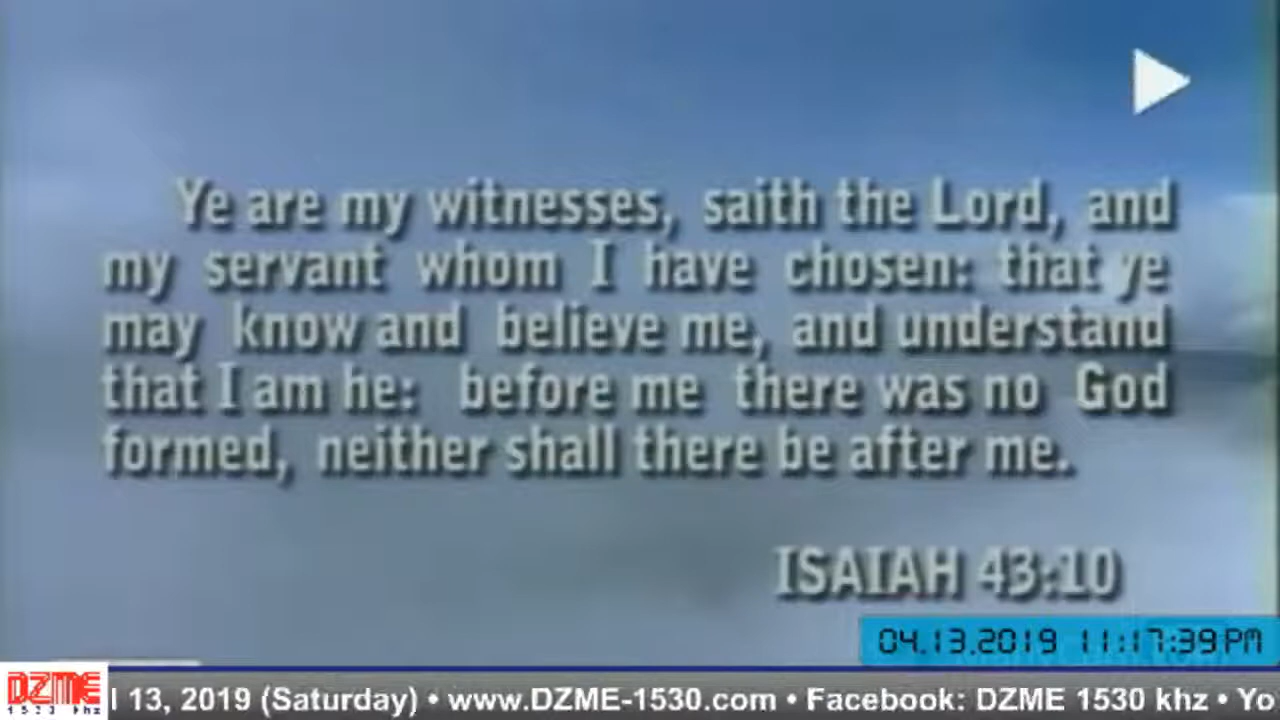 Ye are my witnesses, saith the Lord, and
my servant whom I have chosen: that ye
may know and believe me, and understand
that I am he: before me there was no God
formed, neither shall there be after me.
ISAIAH 43:10
04.13.2019 11:17:39 PM
DZME
1530 khz
l 13, 2019 (Saturday) • www.DZME-1530.com • Facebook: DZME 1530 khz • Yo